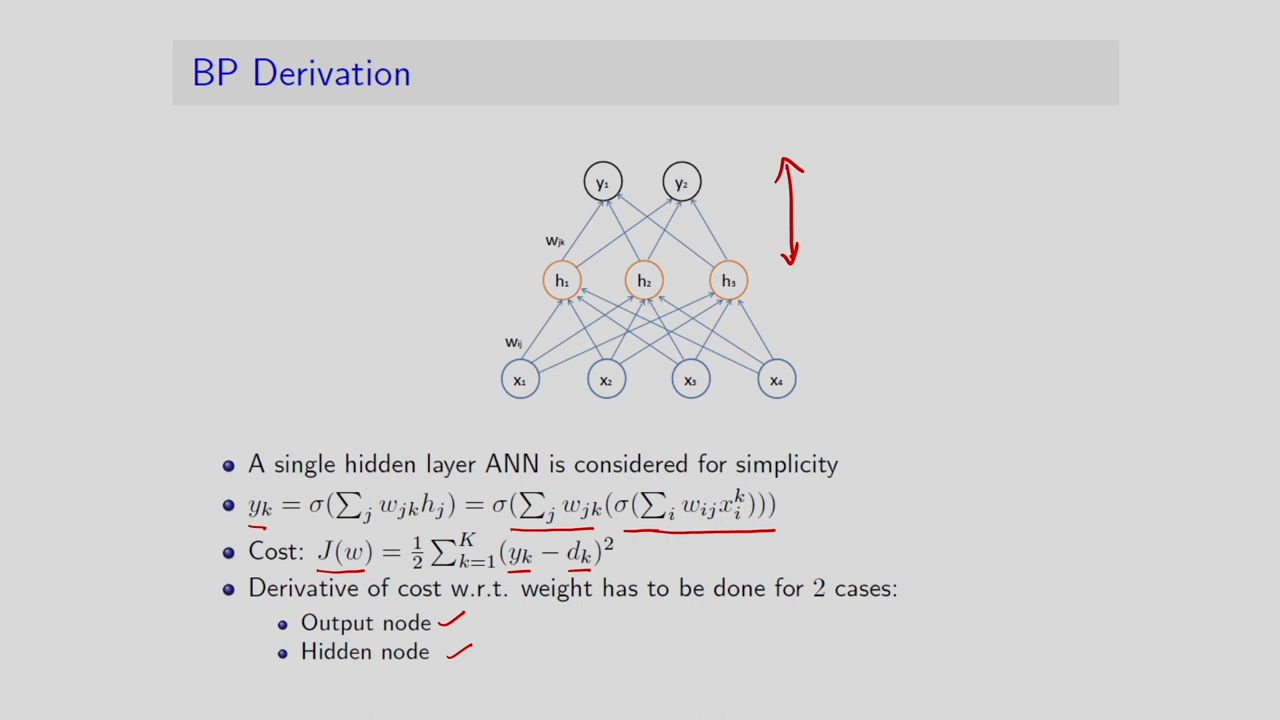 BP Derivation
y₁ y₂
wⱼₖ
h₁ h₂ h₃
wᵢⱼ
x₁ x₂ x₃ x₄
A single hidden layer ANN is considered for simplicity
yₖ = σ(∑ⱼ wⱼₖhⱼ) = σ(∑ⱼ wⱼₖ(σ(∑ᵢ wᵢⱼxᵢᵏ)))
Cost: J(w) = ½ ∑ₖ₌₁ᴷ (yₖ − dₖ)²
Derivative of cost w.r.t. weight has to be done for 2 cases:
Output node
Hidden node